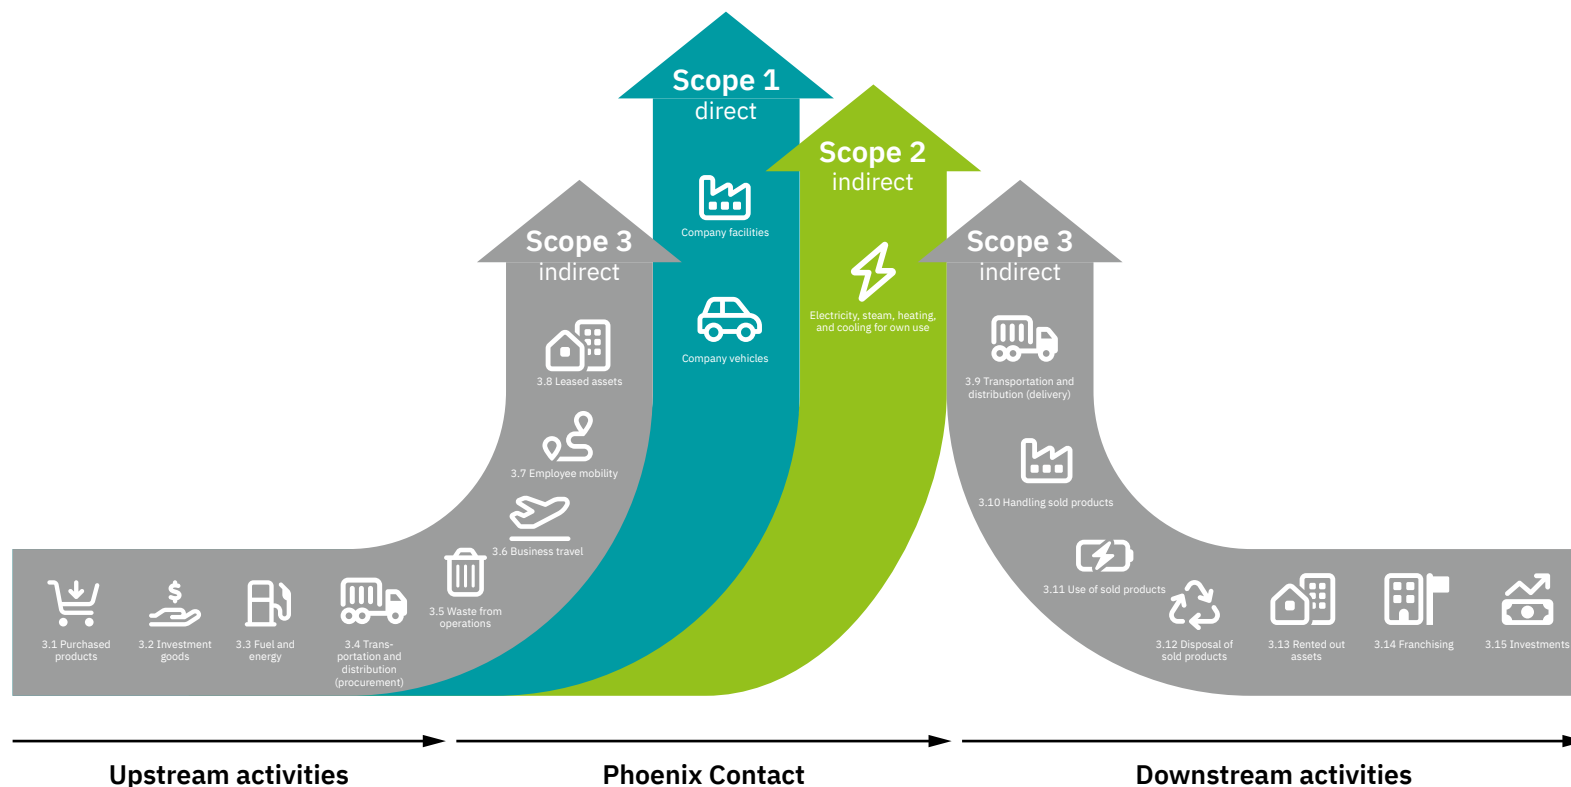 Scope 1
direct
Company facilities
Company vehicles
Scope 2
indirect
Electricity, steam, heating,
and cooling for own use
Scope 3
indirect
3.8 Leased assets
3.7 Employee mobility
3.6 Business travel
3.5 Waste from
operations
3.4 Trans-
portation and
distribution
(procurement)
3.3 Fuel and
energy
3.2 Investment
goods
3.1 Purchased
products
Scope 3
indirect
3.9 Transportation and
distribution (delivery)
3.10 Handling sold products
3.11 Use of sold products
3.12 Disposal of
sold products
3.13 Rented out
assets
3.14 Franchising
3.15 Investments
Upstream activities
Phoenix Contact
Downstream activities